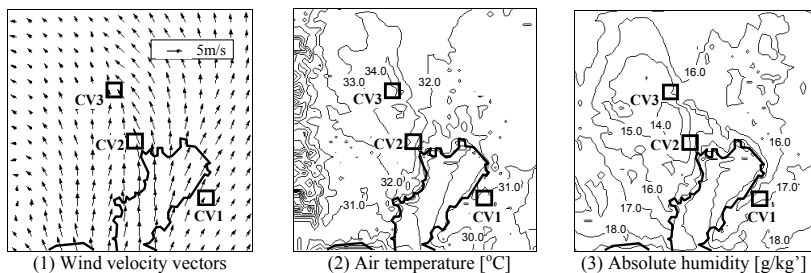 5m/s
CV3
CV2
CV1
(1) Wind velocity vectors
34.0
33.0
32.0
CV3
CV2
32.0
31.0
31.0
CV1
30.0
(2) Air temperature [°C]
16.0
CV3
15.0
14.0
CV2
16.0
16.0
17.0
17.0
CV1
18.0
18.0
(3) Absolute humidity [g/kg']